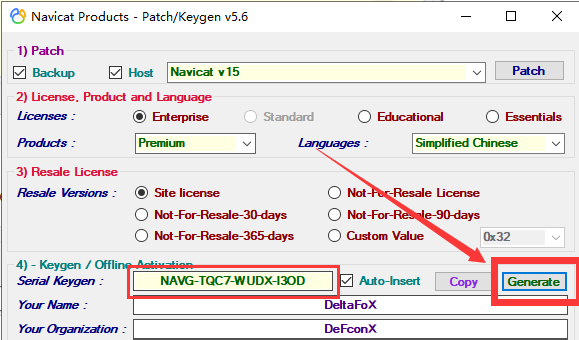 Navicat Products - Patch/Keygen v5.6
1) Patch
Backup Host Navicat v15 Patch
2) License, Product and Language
Licenses : Enterprise Standard Educational Essentials
Products : Premium Languages : Simplified Chinese
3) Resale License
Resale Versions : Site license Not-For-Resale License
Not-For-Resale-30-days Not-For-Resale-90-days
Not-For-Resale-365-days Custom Value 0x32
4) - Keygen / Offline Activation
Serial Keygen : NAVG-TQC7-WUDX-I3OD Auto-Insert Copy Generate
Your Name : DeltaFoX
Your Organization : DeFconX